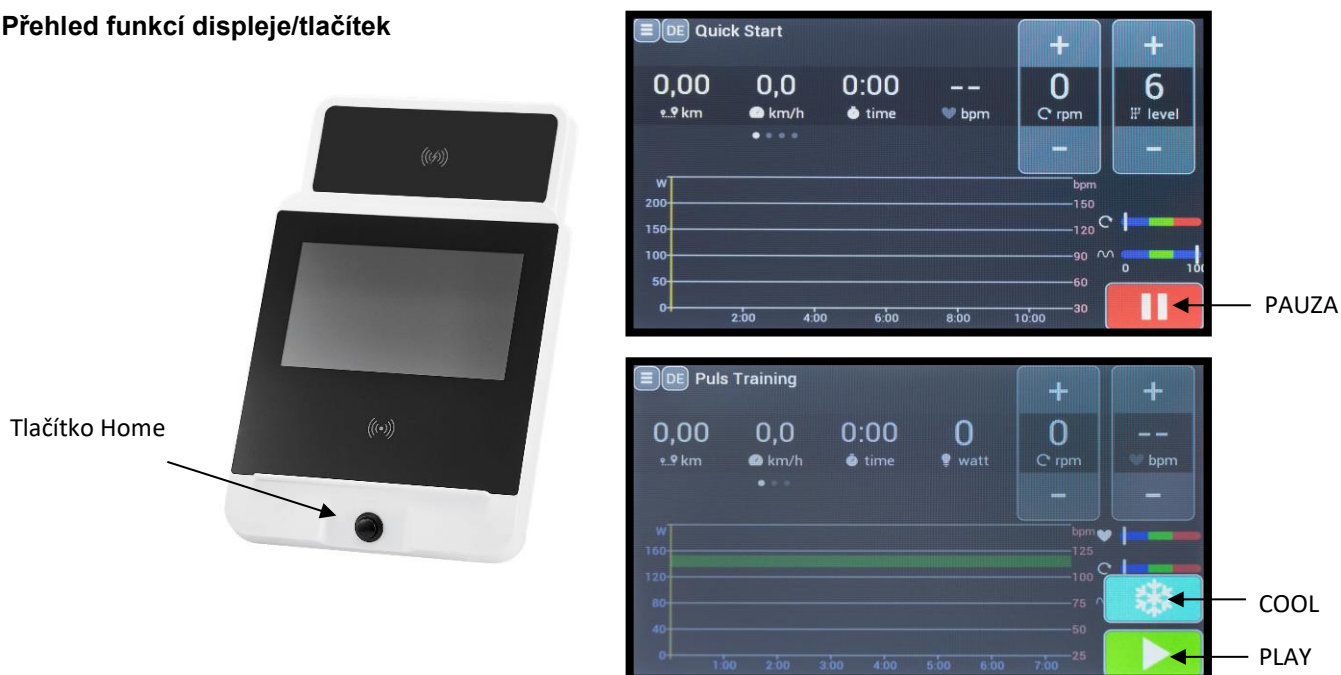 Přehled funkcí displeje/tlačítek
Tlačítko Home
DE Quick Start
0,00 0,0 0:00 -- 0 6
km km/h time bpm rpm level
+ +
- -
W bpm
200 150
150 120
100 90
50 60
0 30
2:00 4:00 6:00 8:00 10:00
0 100
PAUZA
DE Puls Training
+ +
0,00 0,0 0:00 0 0 --
km km/h time watt rpm bpm
- -
W bpm
160 125
120 100
80 75
40 50
0 25
1:00 2:00 3:00 4:00 5:00 6:00 7:00
COOL
PLAY